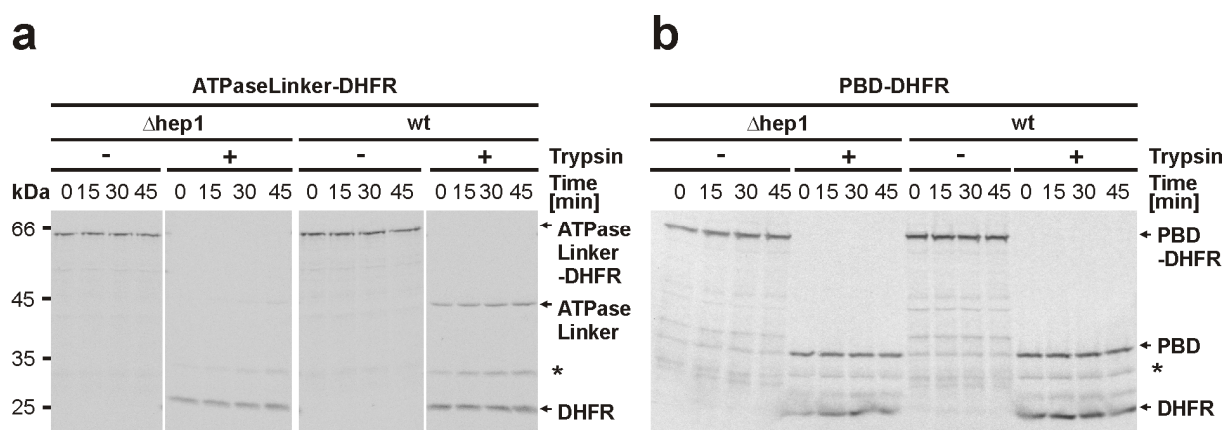 a
ATPaseLinker-DHFR
Δhep1 wt
- + - + Trypsin
kDa 0 15 30 45 0 15 30 45 0 15 30 45 0 15 30 45 Time
[min]
66
ATPase
Linker
-DHFR
45
ATPase
Linker
35
*
25
DHFR
b
PBD-DHFR
Δhep1 wt
- + - + Trypsin
0 15 30 45 0 15 30 45 0 15 30 45 0 15 30 45 Time
[min]
PBD
-DHFR
PBD
*
DHFR